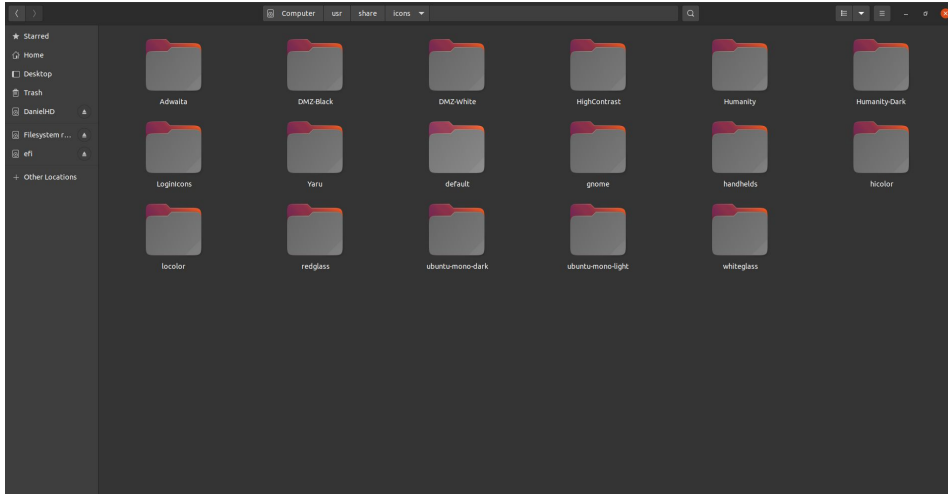 Computer usr share icons
Starred
Home
Desktop
Trash
DanielHD
Filesystem r...
efi
Other Locations
Adwaita DMZ-Black DMZ-White HighContrast Humanity Humanity-Dark
LoginIcons Yaru default gnome handhelds hicolor
locolor redglass ubuntu-mono-dark ubuntu-mono-light whiteglass